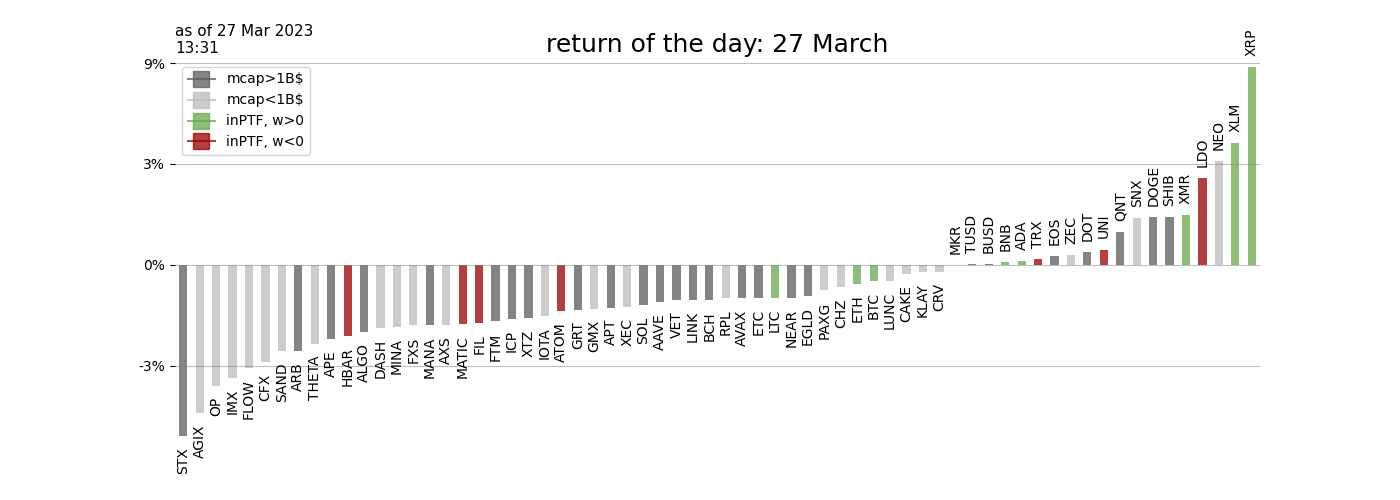 as of 27 Mar 2023
13:31
return of the day: 27 March
9%
3%
0%
-3%
mcap>1B$
mcap<1B$
inPTF, w>0
inPTF, w<0
STX
AGIX
OP
IMX
FLOW
CFX
SAND
ARB
THETA
APE
HBAR
ALGO
DASH
MINA
FXS
MANA
AXS
MATIC
FIL
FTM
ICP
XTZ
IOTA
ATOM
GRT
GMX
APT
XEC
SOL
AAVE
VET
LINK
BCH
RPL
AVAX
ETC
LTC
NEAR
EGLD
PAXG
CHZ
ETH
BTC
LUNC
CAKE
KLAY
CRV
MKR
TUSD
BUSD
BNB
ADA
TRX
EOS
ZEC
DOT
UNI
QNT
SNX
DOGE
SHIB
XMR
LDO
NEO
XLM
XRP